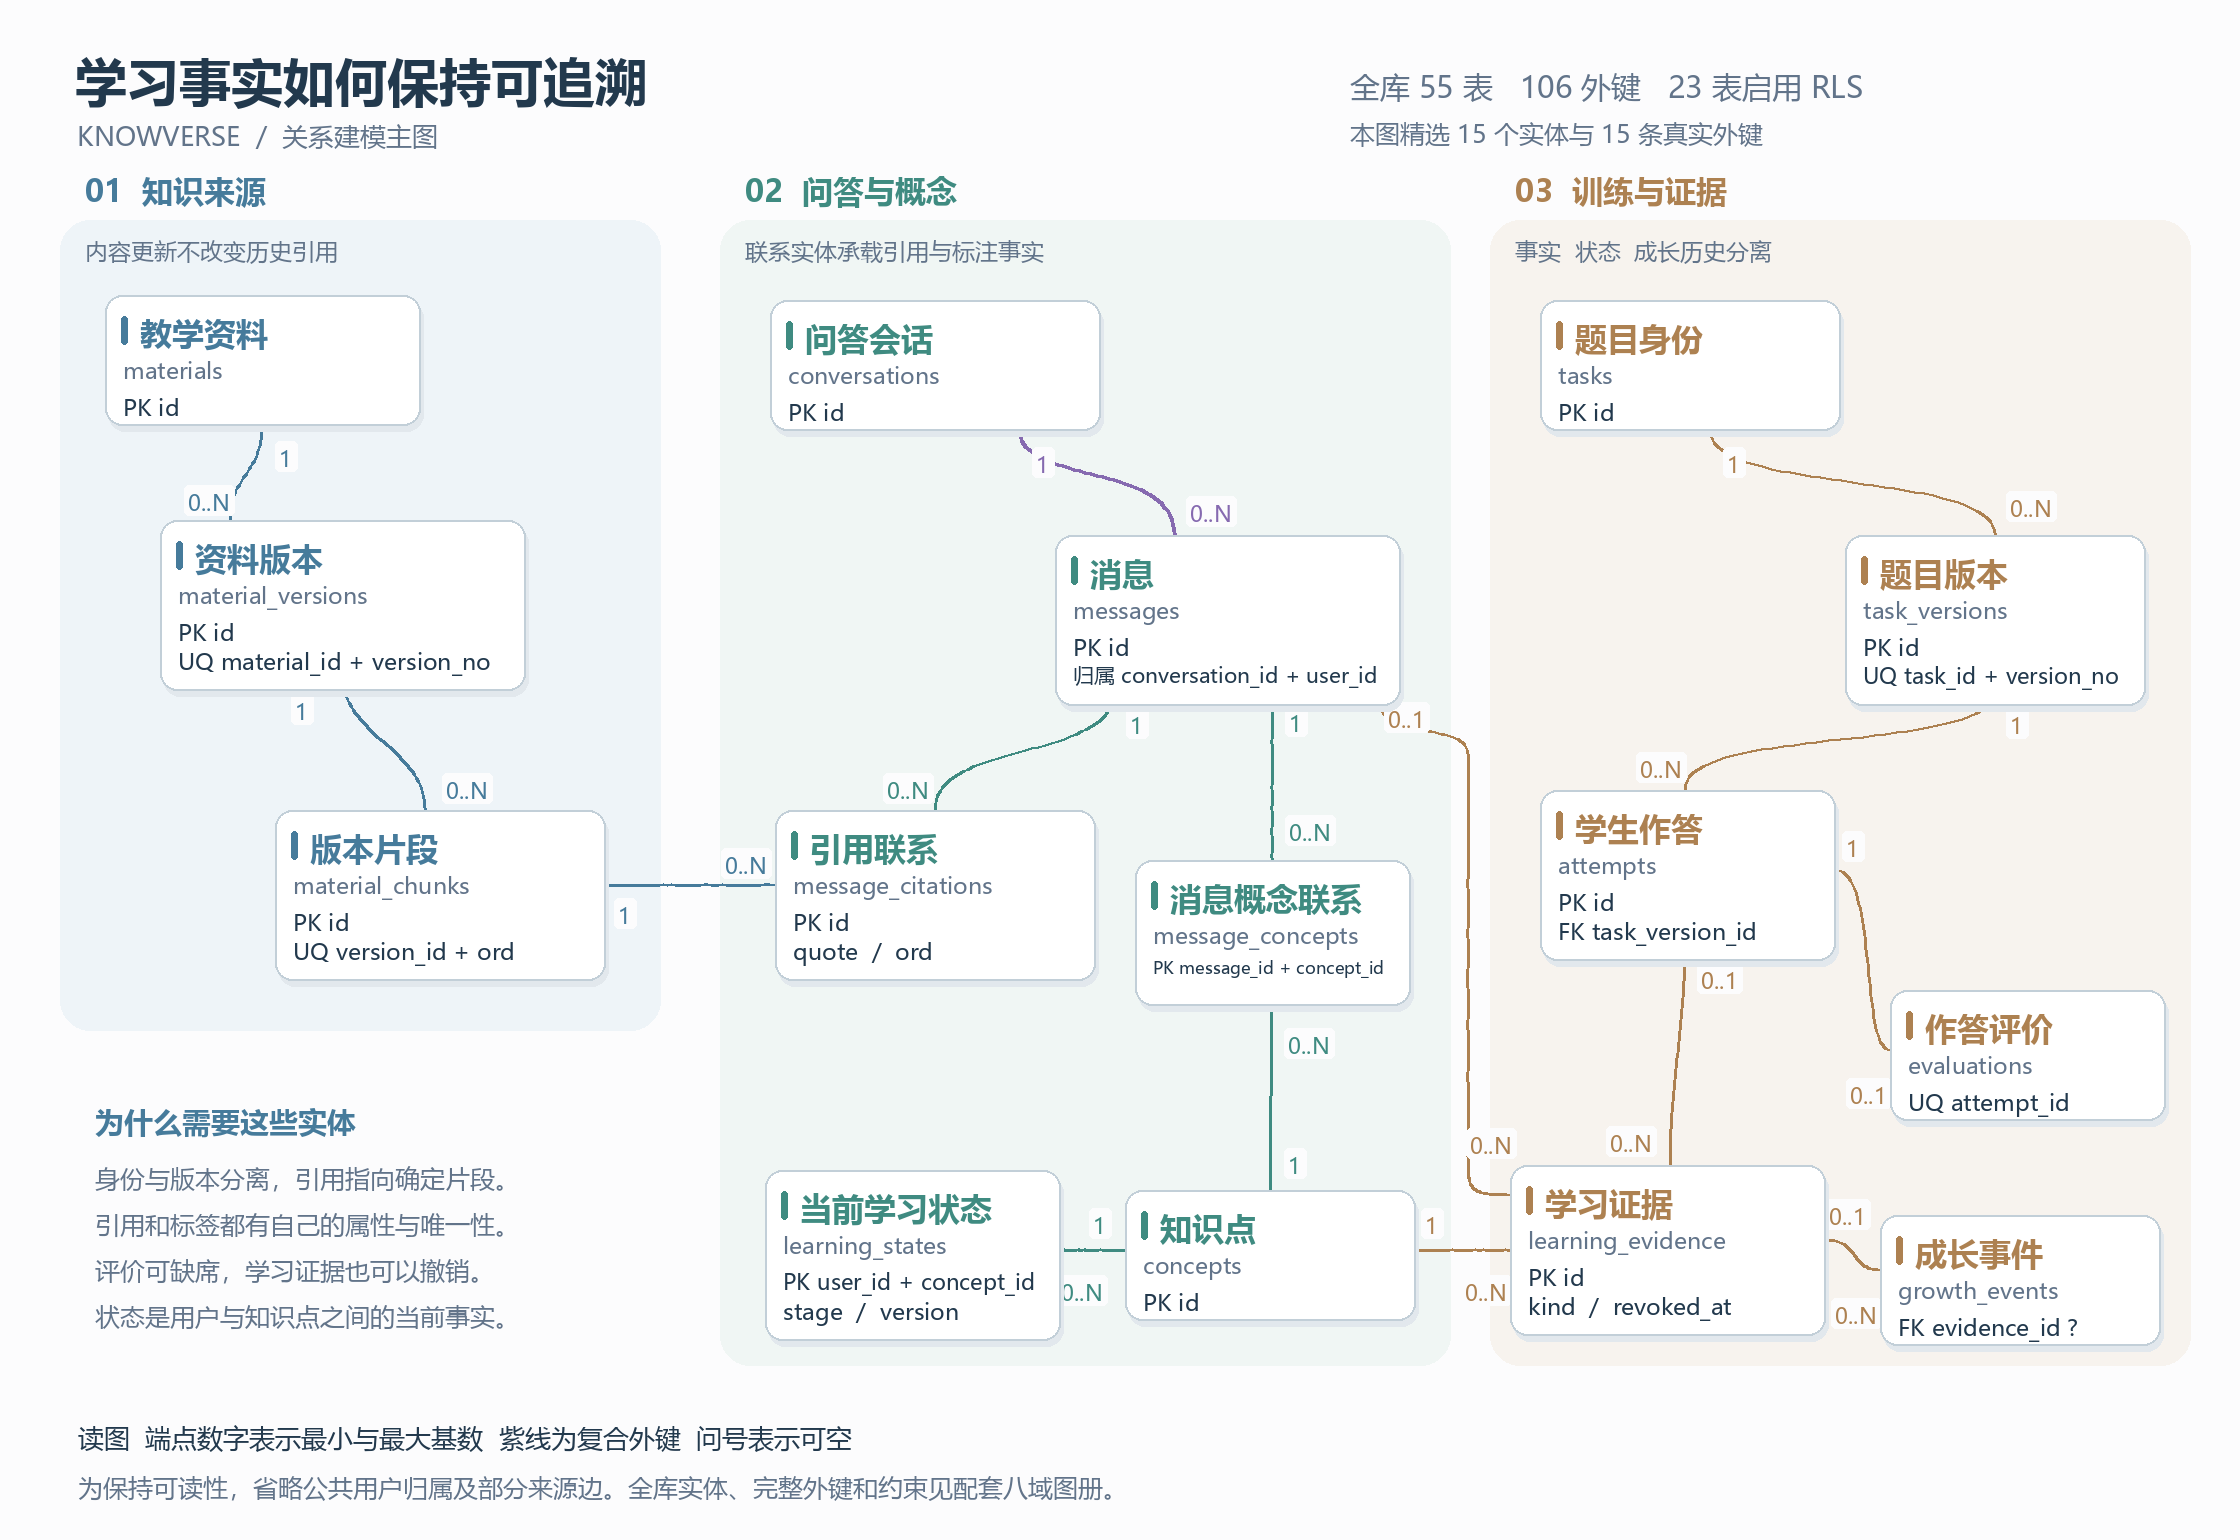 学习事实如何保持可追溯
KNOWVERSE / 关系建模主图
全库 55 表 106 外键 23 表启用 RLS
本图精选 15 个实体与 15 条真实外键
01 知识来源
内容更新不改变历史引用
教学资料
materials
PK id
1
0..N
资料版本
material_versions
PK id
UQ material_id + version_no
1
0..N
版本片段
material_chunks
PK id
UQ version_id + ord
1
0..N
为什么需要这些实体
身份与版本分离，引用指向确定片段。
引用和标签都有自己的属性与唯一性。
评价可缺席，学习证据也可以撤销。
状态是用户与知识点之间的当前事实。
02 问答与概念
联系实体承载引用与标注事实
问答会话
conversations
PK id
1
0..N
消息
messages
PK id
归属 conversation_id + user_id
1
1
0..1
0..N
引用联系
message_citations
PK id
quote / ord
0..N
消息概念联系
message_concepts
PK message_id + concept_id
0..N
1
当前学习状态
learning_states
PK user_id + concept_id
stage / version
1
0..N
知识点
concepts
PK id
1
0..N
03 训练与证据
事实 状态 成长历史分离
题目身份
tasks
PK id
1
0..N
题目版本
task_versions
PK id
UQ task_id + version_no
1
0..N
学生作答
attempts
PK id
FK task_version_id
1
0..1
作答评价
evaluations
UQ attempt_id
0..1
0..N
0..N
学习证据
learning_evidence
PK id
kind / revoked_at
0..1
0..N
成长事件
growth_events
FK evidence_id ?
读图 端点数字表示最小与最大基数 紫线为复合外键 问号表示可空
为保持可读性，省略公共用户归属及部分来源边。全库实体、完整外键和约束见配套八域图册。